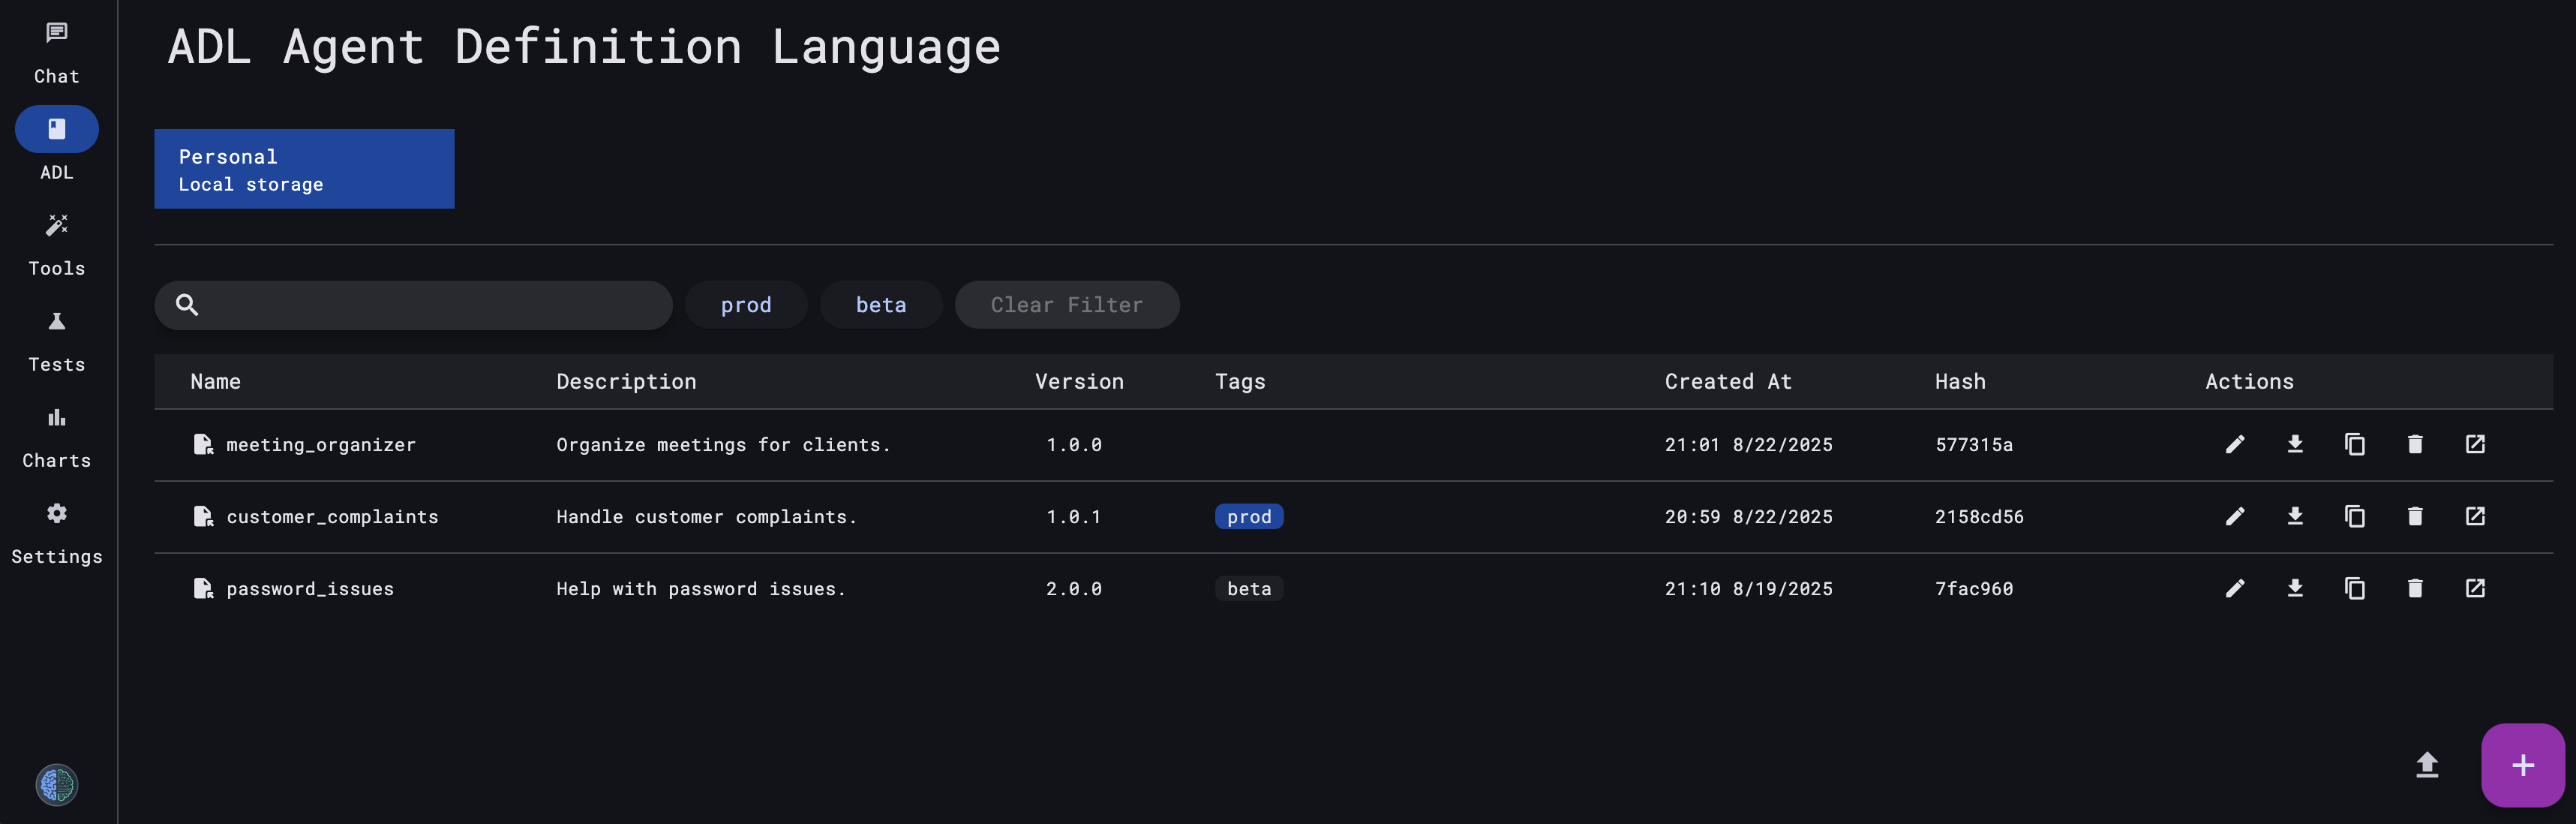 Chat
ADL
Tools
Tests
Charts
Settings
ADL Agent Definition Language
Personal
Local storage
prod beta Clear Filter
Name Description Version Tags Created At Hash Actions
meeting_organizer Organize meetings for clients. 1.0.0 21:01 8/22/2025 577315a
customer_complaints Handle customer complaints. 1.0.1 prod 20:59 8/22/2025 2158cd56
password_issues Help with password issues. 2.0.0 beta 21:10 8/19/2025 7fac960